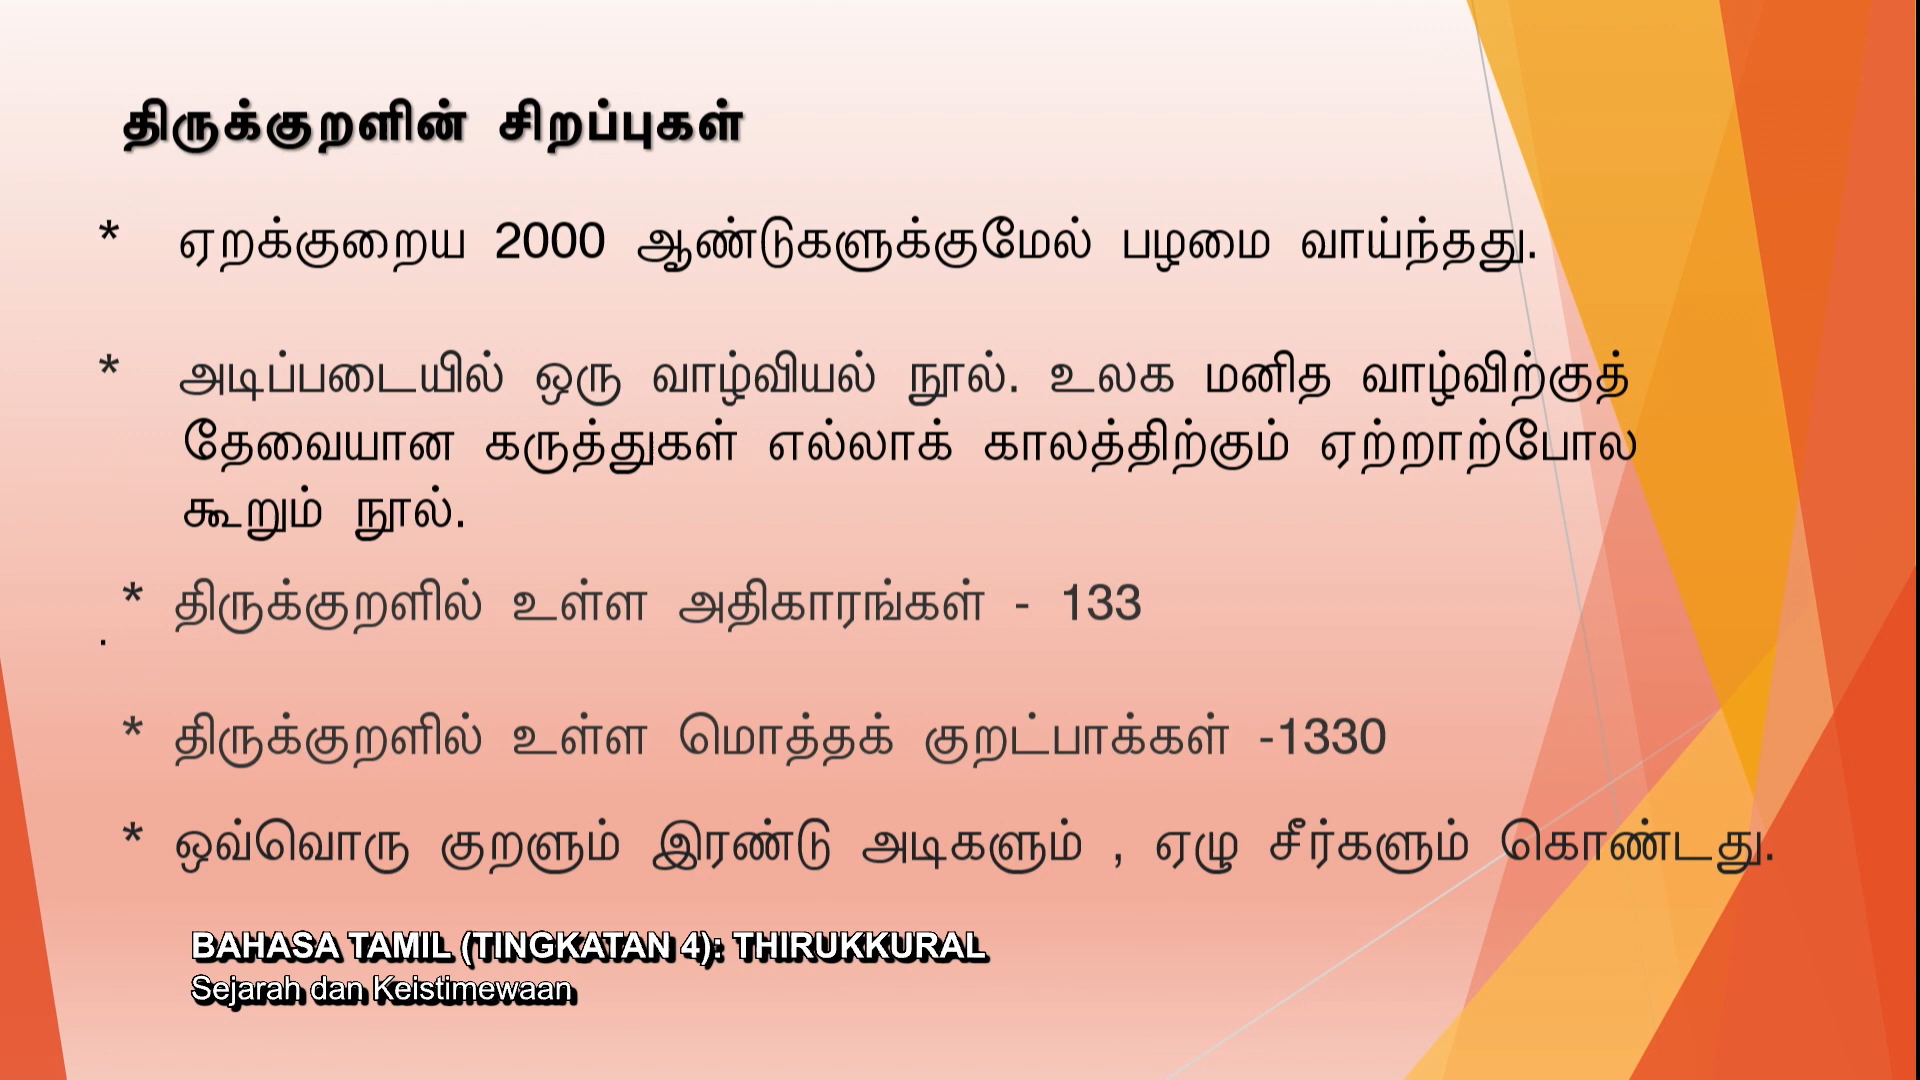 திருக்குறளின் சிறப்புகள்
* ஏறக்குறைய 2000 ஆண்டுகளுக்குமேல் பழமை வாய்ந்தது.
* அடிப்படையில் ஒரு வாழ்வியல் நூல். உலக மனித வாழ்விற்குத்
தேவையான கருத்துகள் எல்லாக் காலத்திற்கும் ஏற்றாற்போல
கூறும் நூல்.
* திருக்குறளில் உள்ள அதிகாரங்கள் - 133
.
* திருக்குறளில் உள்ள மொத்தக் குறட்பாக்கள் -1330
* ஒவ்வொரு குறளும் இரண்டு அடிகளும் , ஏழு சீர்களும் கொண்டது.
BAHASA TAMIL (TINGKATAN 4): THIRUKKURAL
Sejarah dan Keistimewaan